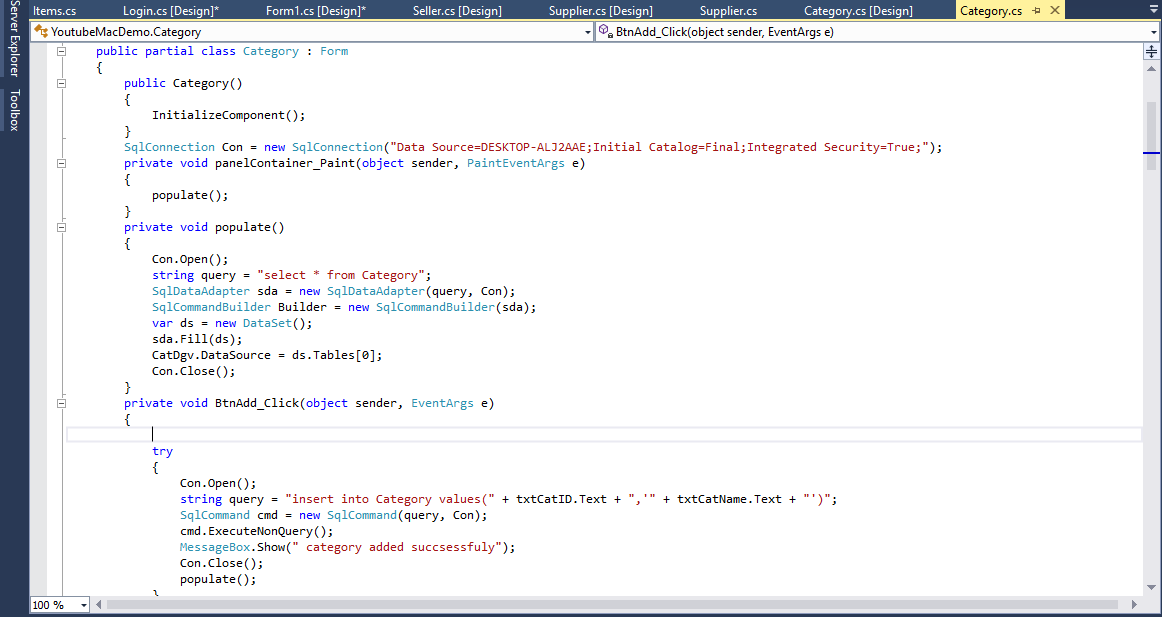 Items.cs Login.cs [Design]* Form1.cs [Design]* Seller.cs [Design] Supplier.cs [Design] Supplier.cs Category.cs [Design] Category.cs
Server Explorer
Toolbox
YoutubeMacDemo.Category BtnAdd_Click(object sender, EventArgs e)
public partial class Category : Form
{
public Category()
{
InitializeComponent();
}
SqlConnection Con = new SqlConnection("Data Source=DESKTOP-ALJ2AAE;Initial Catalog=Final;Integrated Security=True;");
private void panelContainer_Paint(object sender, PaintEventArgs e)
{
populate();
}
private void populate()
{
Con.Open();
string query = "select * from Category";
SqlDataAdapter sda = new SqlDataAdapter(query, Con);
SqlCommandBuilder Builder = new SqlCommandBuilder(sda);
var ds = new DataSet();
sda.Fill(ds);
CatDgv.DataSource = ds.Tables[0];
Con.Close();
}
private void BtnAdd_Click(object sender, EventArgs e)
{
try
{
Con.Open();
string query = "insert into Category values(" + txtCatID.Text + ",'" + txtCatName.Text + "')";
SqlCommand cmd = new SqlCommand(query, Con);
cmd.ExecuteNonQuery();
MessageBox.Show(" category added succsessfuly");
Con.Close();
populate();
}
100 %